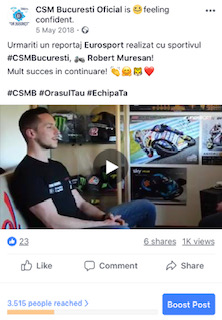 CSM Bucuresti Oficial is 😏 feeling
confident.
5 May 2018 ·
Urmariti un reportaj Eurosport realizat cu sportivul
#CSMBucuresti, 🏍 Robert Muresan!
Mult succes in continuare! 👏😊🐯❤️
#CSMB #OrasulTau #EchipaTa
sky
23
6 shares 1K views
Like Comment Share
3.515 people reached >
Boost Post